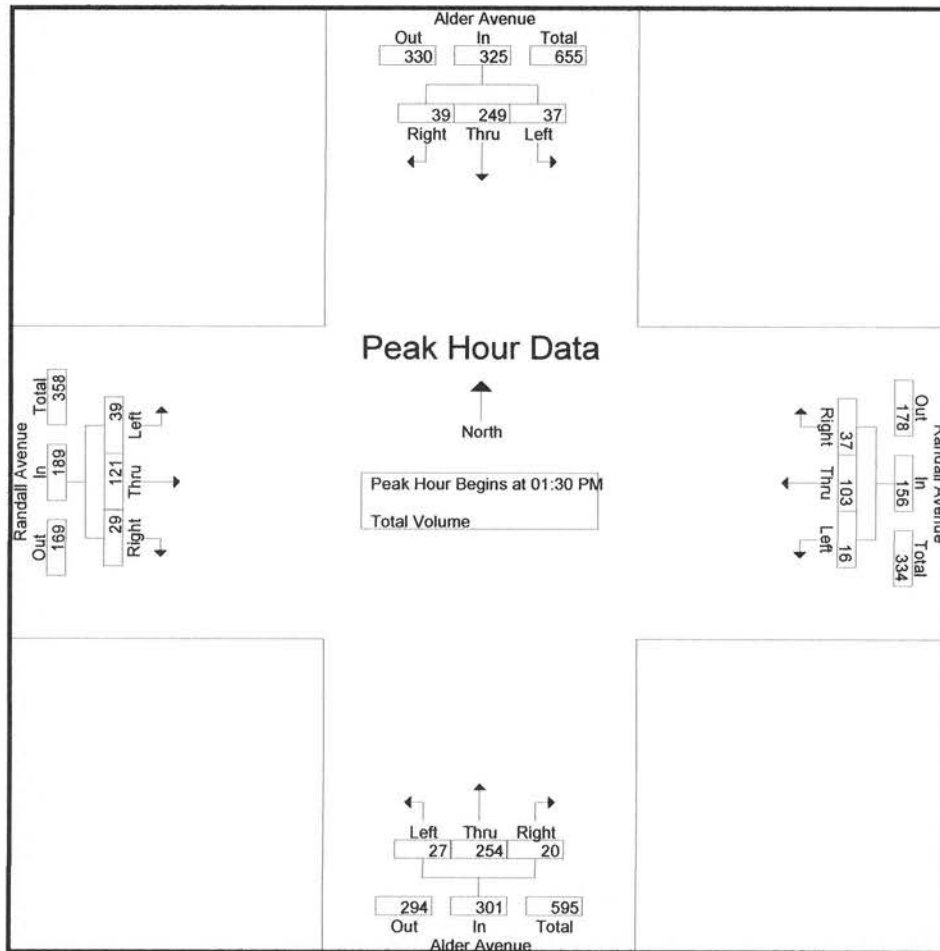 Alder Avenue
Out In Total
330 325 655
39 249 37
Right Thru Left
Peak Hour Data
North
Peak Hour Begins at 01:30 PM
Total Volume
Randall Avenue
Out In Total
169 189 358
Right Thru Left
29 121 39
Randall Avenue
Out In Total
178 156 334
Right Thru Left
37 103 16
Left Thru Right
27 254 20
294 301 595
Out In Total
Alder Avenue